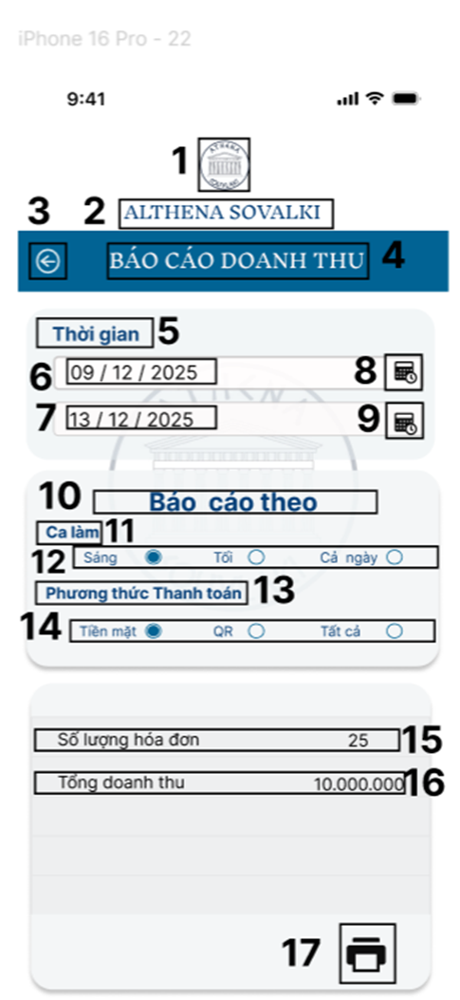 iPhone 16 Pro - 22
9:41
1
ATHENA
3 2 ALTHENA SOVALKI
BÁO CÁO DOANH THU 4
Thời gian 5
6 09 / 12 / 2025 8
7 13 / 12 / 2025 9
10 Báo cáo theo
Ca làm 11
12 Sáng Tối Cả ngày
Phương thức Thanh toán 13
14 Tiền mặt QR Tất cả
Số lượng hóa đơn 25 15
Tổng doanh thu 10.000.000 16
17